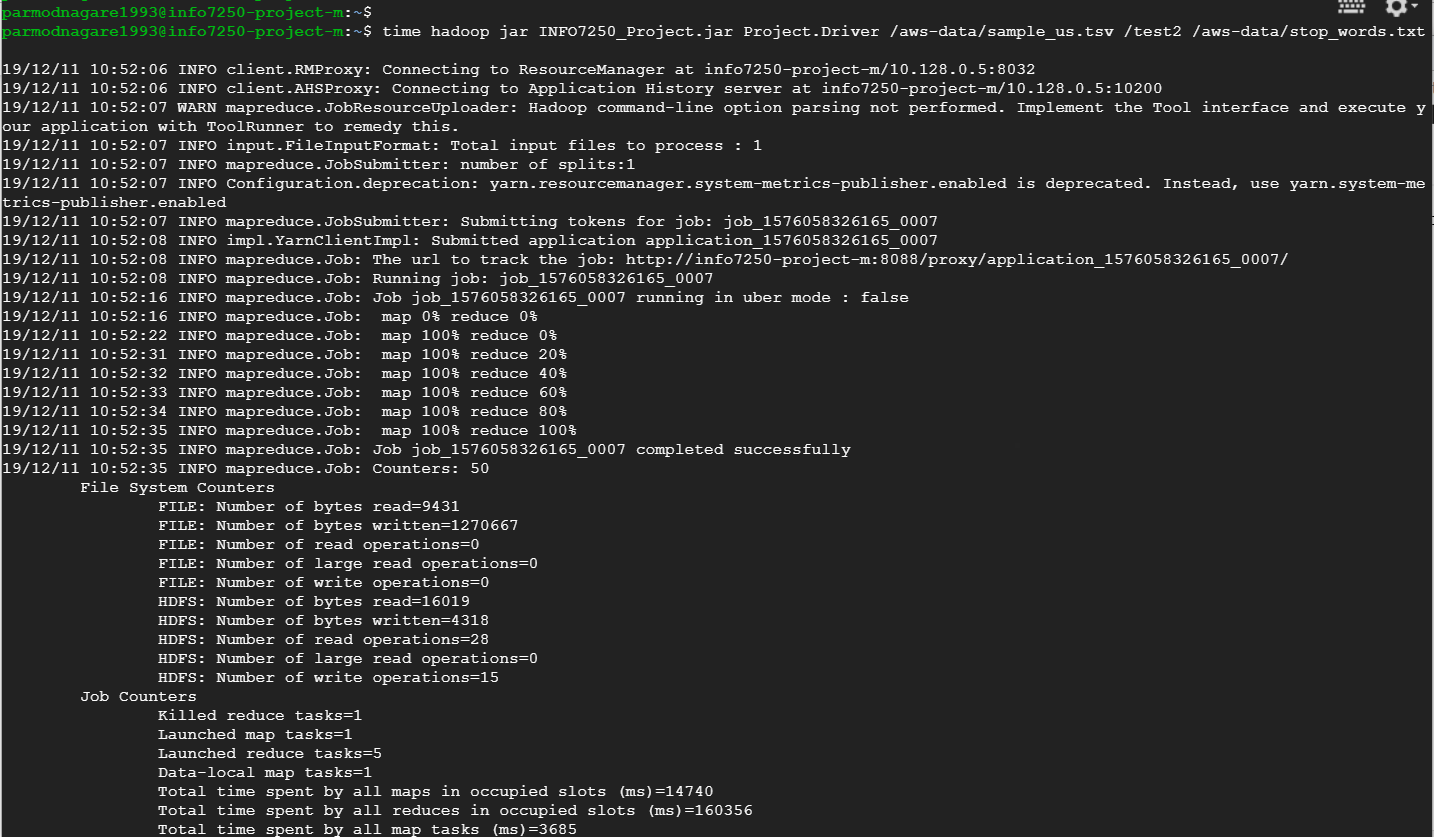 parmodnagare1993@info7250-project-m:~$
parmodnagare1993@info7250-project-m:~$ time hadoop jar INFO7250_Project.jar Project.Driver /aws-data/sample_us.tsv /test2 /aws-data/stop_words.txt
19/12/11 10:52:06 INFO client.RMProxy: Connecting to ResourceManager at info7250-project-m/10.128.0.5:8032
19/12/11 10:52:06 INFO client.AHSProxy: Connecting to Application History server at info7250-project-m/10.128.0.5:10200
19/12/11 10:52:07 WARN mapreduce.JobResourceUploader: Hadoop command-line option parsing not performed. Implement the Tool interface and execute y
our application with ToolRunner to remedy this.
19/12/11 10:52:07 INFO input.FileInputFormat: Total input files to process : 1
19/12/11 10:52:07 INFO mapreduce.JobSubmitter: number of splits:1
19/12/11 10:52:07 INFO Configuration.deprecation: yarn.resourcemanager.system-metrics-publisher.enabled is deprecated. Instead, use yarn.system-me
trics-publisher.enabled
19/12/11 10:52:07 INFO mapreduce.JobSubmitter: Submitting tokens for job: job_1576058326165_0007
19/12/11 10:52:08 INFO impl.YarnClientImpl: Submitted application application_1576058326165_0007
19/12/11 10:52:08 INFO mapreduce.Job: The url to track the job: http://info7250-project-m:8088/proxy/application_1576058326165_0007/
19/12/11 10:52:08 INFO mapreduce.Job: Running job: job_1576058326165_0007
19/12/11 10:52:16 INFO mapreduce.Job: Job job_1576058326165_0007 running in uber mode : false
19/12/11 10:52:16 INFO mapreduce.Job:  map 0% reduce 0%
19/12/11 10:52:22 INFO mapreduce.Job:  map 100% reduce 0%
19/12/11 10:52:31 INFO mapreduce.Job:  map 100% reduce 20%
19/12/11 10:52:32 INFO mapreduce.Job:  map 100% reduce 40%
19/12/11 10:52:33 INFO mapreduce.Job:  map 100% reduce 60%
19/12/11 10:52:34 INFO mapreduce.Job:  map 100% reduce 80%
19/12/11 10:52:35 INFO mapreduce.Job:  map 100% reduce 100%
19/12/11 10:52:35 INFO mapreduce.Job: Job job_1576058326165_0007 completed successfully
19/12/11 10:52:35 INFO mapreduce.Job: Counters: 50
File System Counters
FILE: Number of bytes read=9431
FILE: Number of bytes written=1270667
FILE: Number of read operations=0
FILE: Number of large read operations=0
FILE: Number of write operations=0
HDFS: Number of bytes read=16019
HDFS: Number of bytes written=4318
HDFS: Number of read operations=28
HDFS: Number of large read operations=0
HDFS: Number of write operations=15
Job Counters
Killed reduce tasks=1
Launched map tasks=1
Launched reduce tasks=5
Data-local map tasks=1
Total time spent by all maps in occupied slots (ms)=14740
Total time spent by all reduces in occupied slots (ms)=160356
Total time spent by all map tasks (ms)=3685